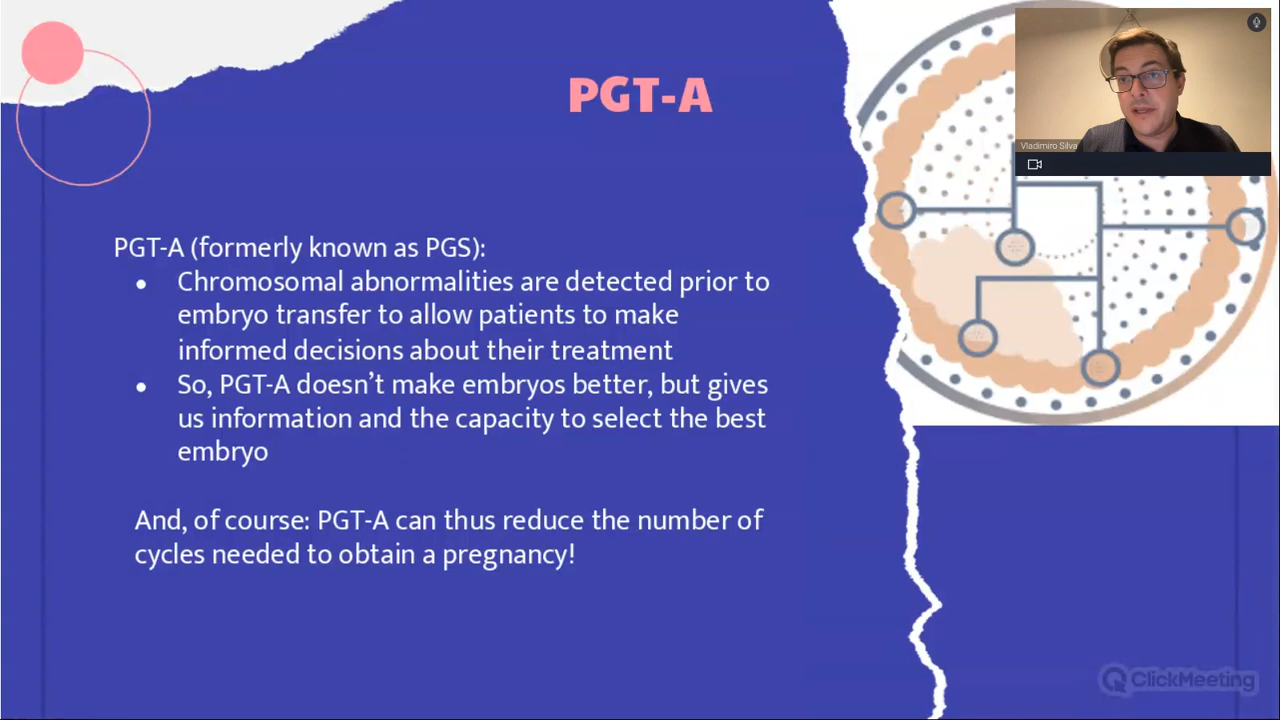 PGT-A
Vladimiro Silva
PGT-A (formerly known as PGS):
• Chromosomal abnormalities are detected prior to
embryo transfer to allow patients to make
informed decisions about their treatment
• So, PGT-A doesn’t make embryos better, but gives
us information and the capacity to select the best
embryo
And, of course: PGT-A can thus reduce the number of
cycles needed to obtain a pregnancy!
ClickMeeting